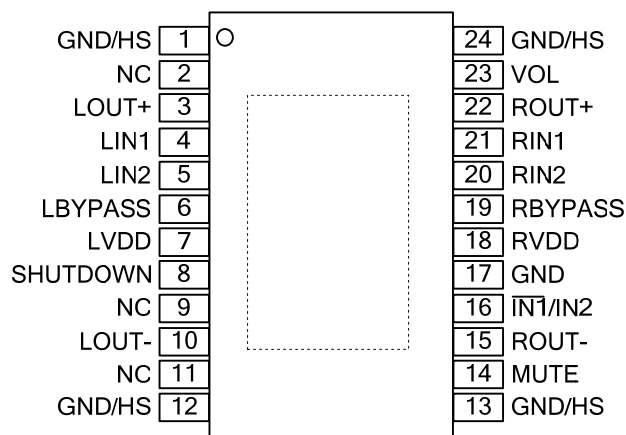 GND/HS 1 24 GND/HS
NC 2 23 VOL
LOUT+ 3 22 ROUT+
LIN1 4 21 RIN1
LIN2 5 20 RIN2
LBYPASS 6 19 RBYPASS
LVDD 7 18 RVDD
SHUTDOWN 8 17 GND
NC 9 16 I̅N̅1̅/IN2
LOUT- 10 15 ROUT-
NC 11 14 MUTE
GND/HS 12 13 GND/HS